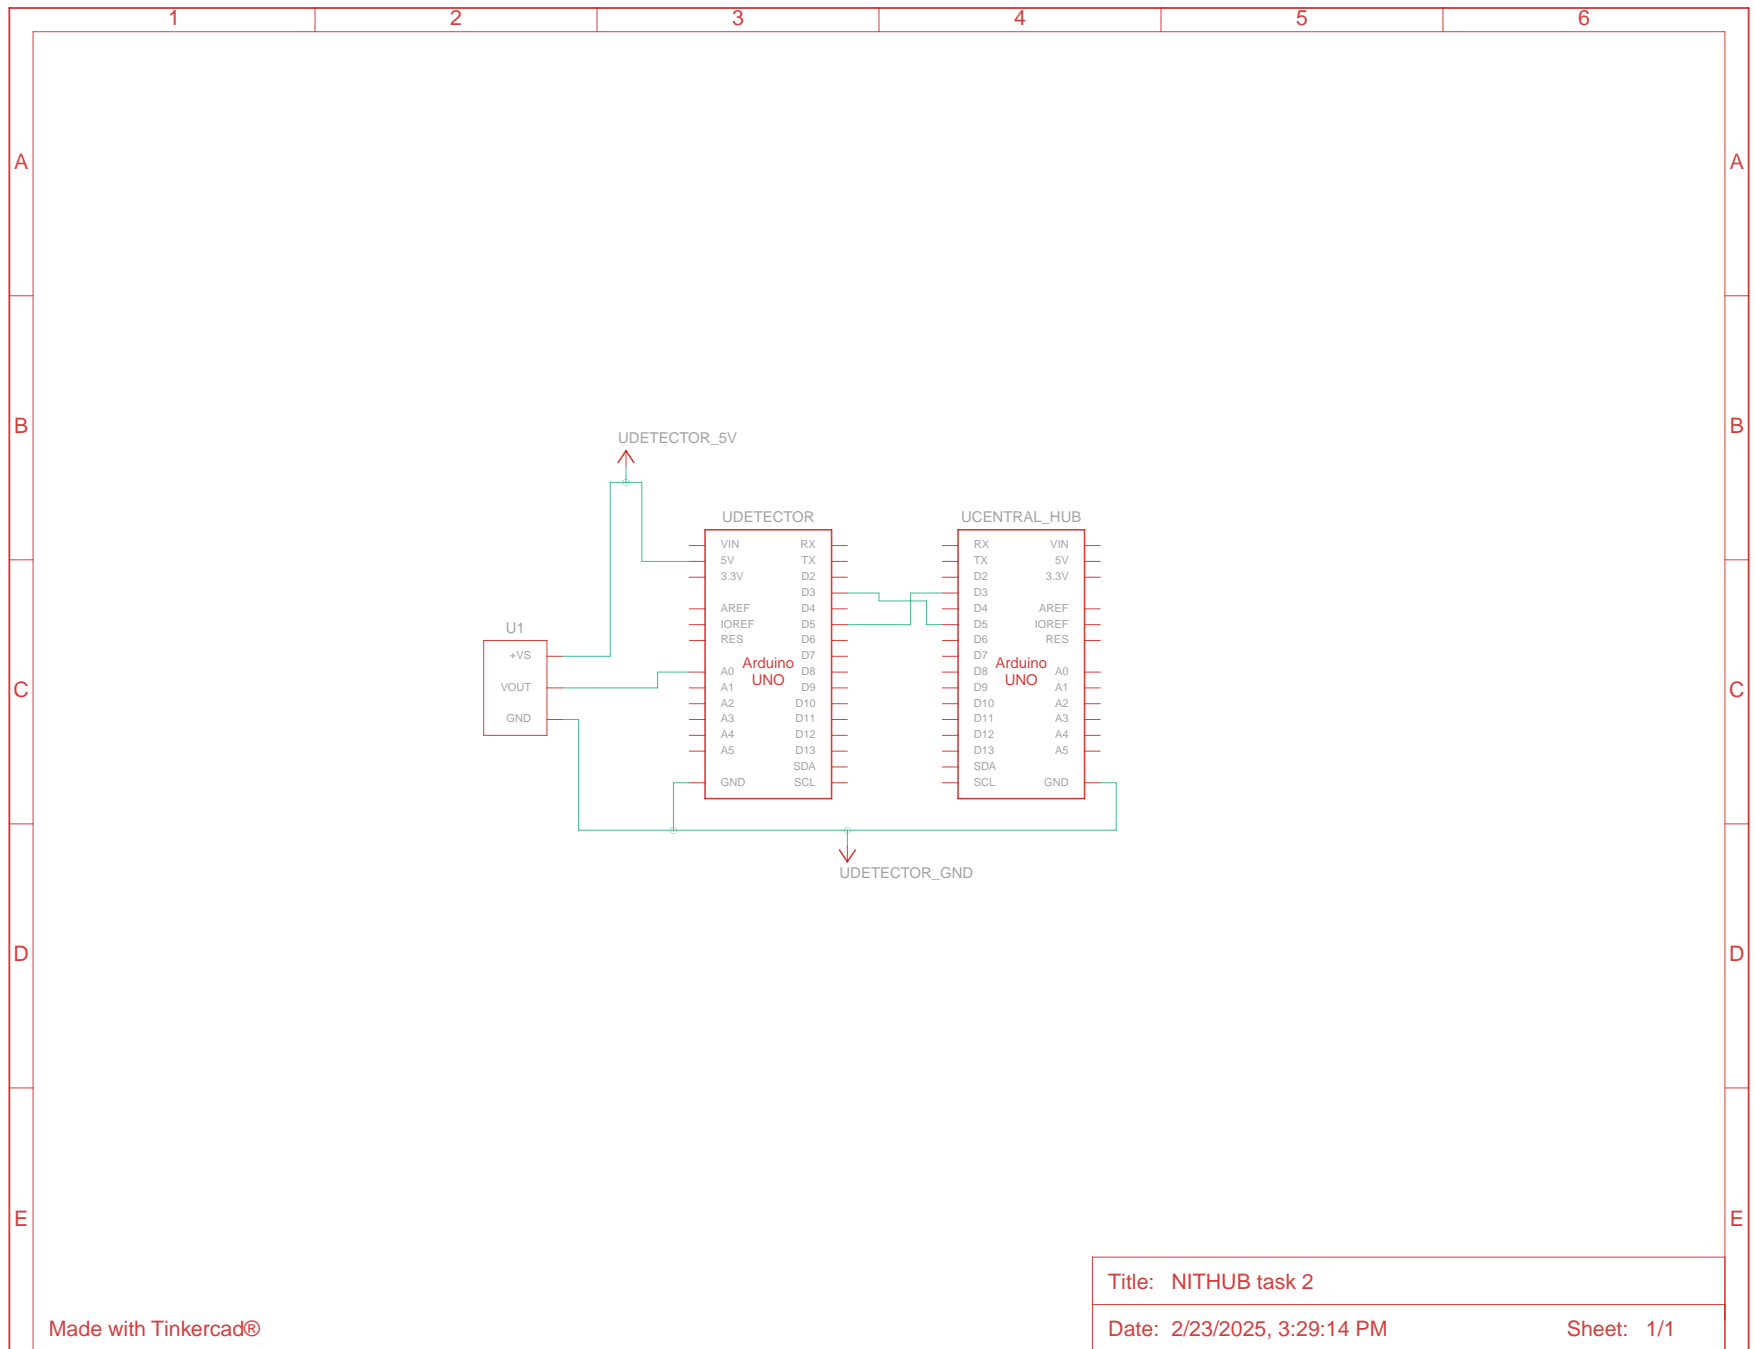 1 2 3 4 5 6
A A
B B
UDETECTOR_5V
UDETECTOR UCENTRAL_HUB
VIN RX RX VIN
5V TX TX 5V
3.3V D2 D2 3.3V
D3 D3
AREF D4 D4 AREF
IOREF D5 D5 IOREF
U1
RES D6 D6 RES
+VS D7 D7
Arduino Arduino
A0 D8 D8 A0
UNO UNO
C VOUT A1 D9 D9 A1 C
A2 D10 D10 A2
GND A3 D11 D11 A3
A4 D12 D12 A4
A5 D13 D13 A5
SDA SDA
GND SCL SCL GND
UDETECTOR_GND
D D
E E
Title: NITHUB task 2
Made with Tinkercad®
Date: 2/23/2025, 3:29:14 PM Sheet: 1/1